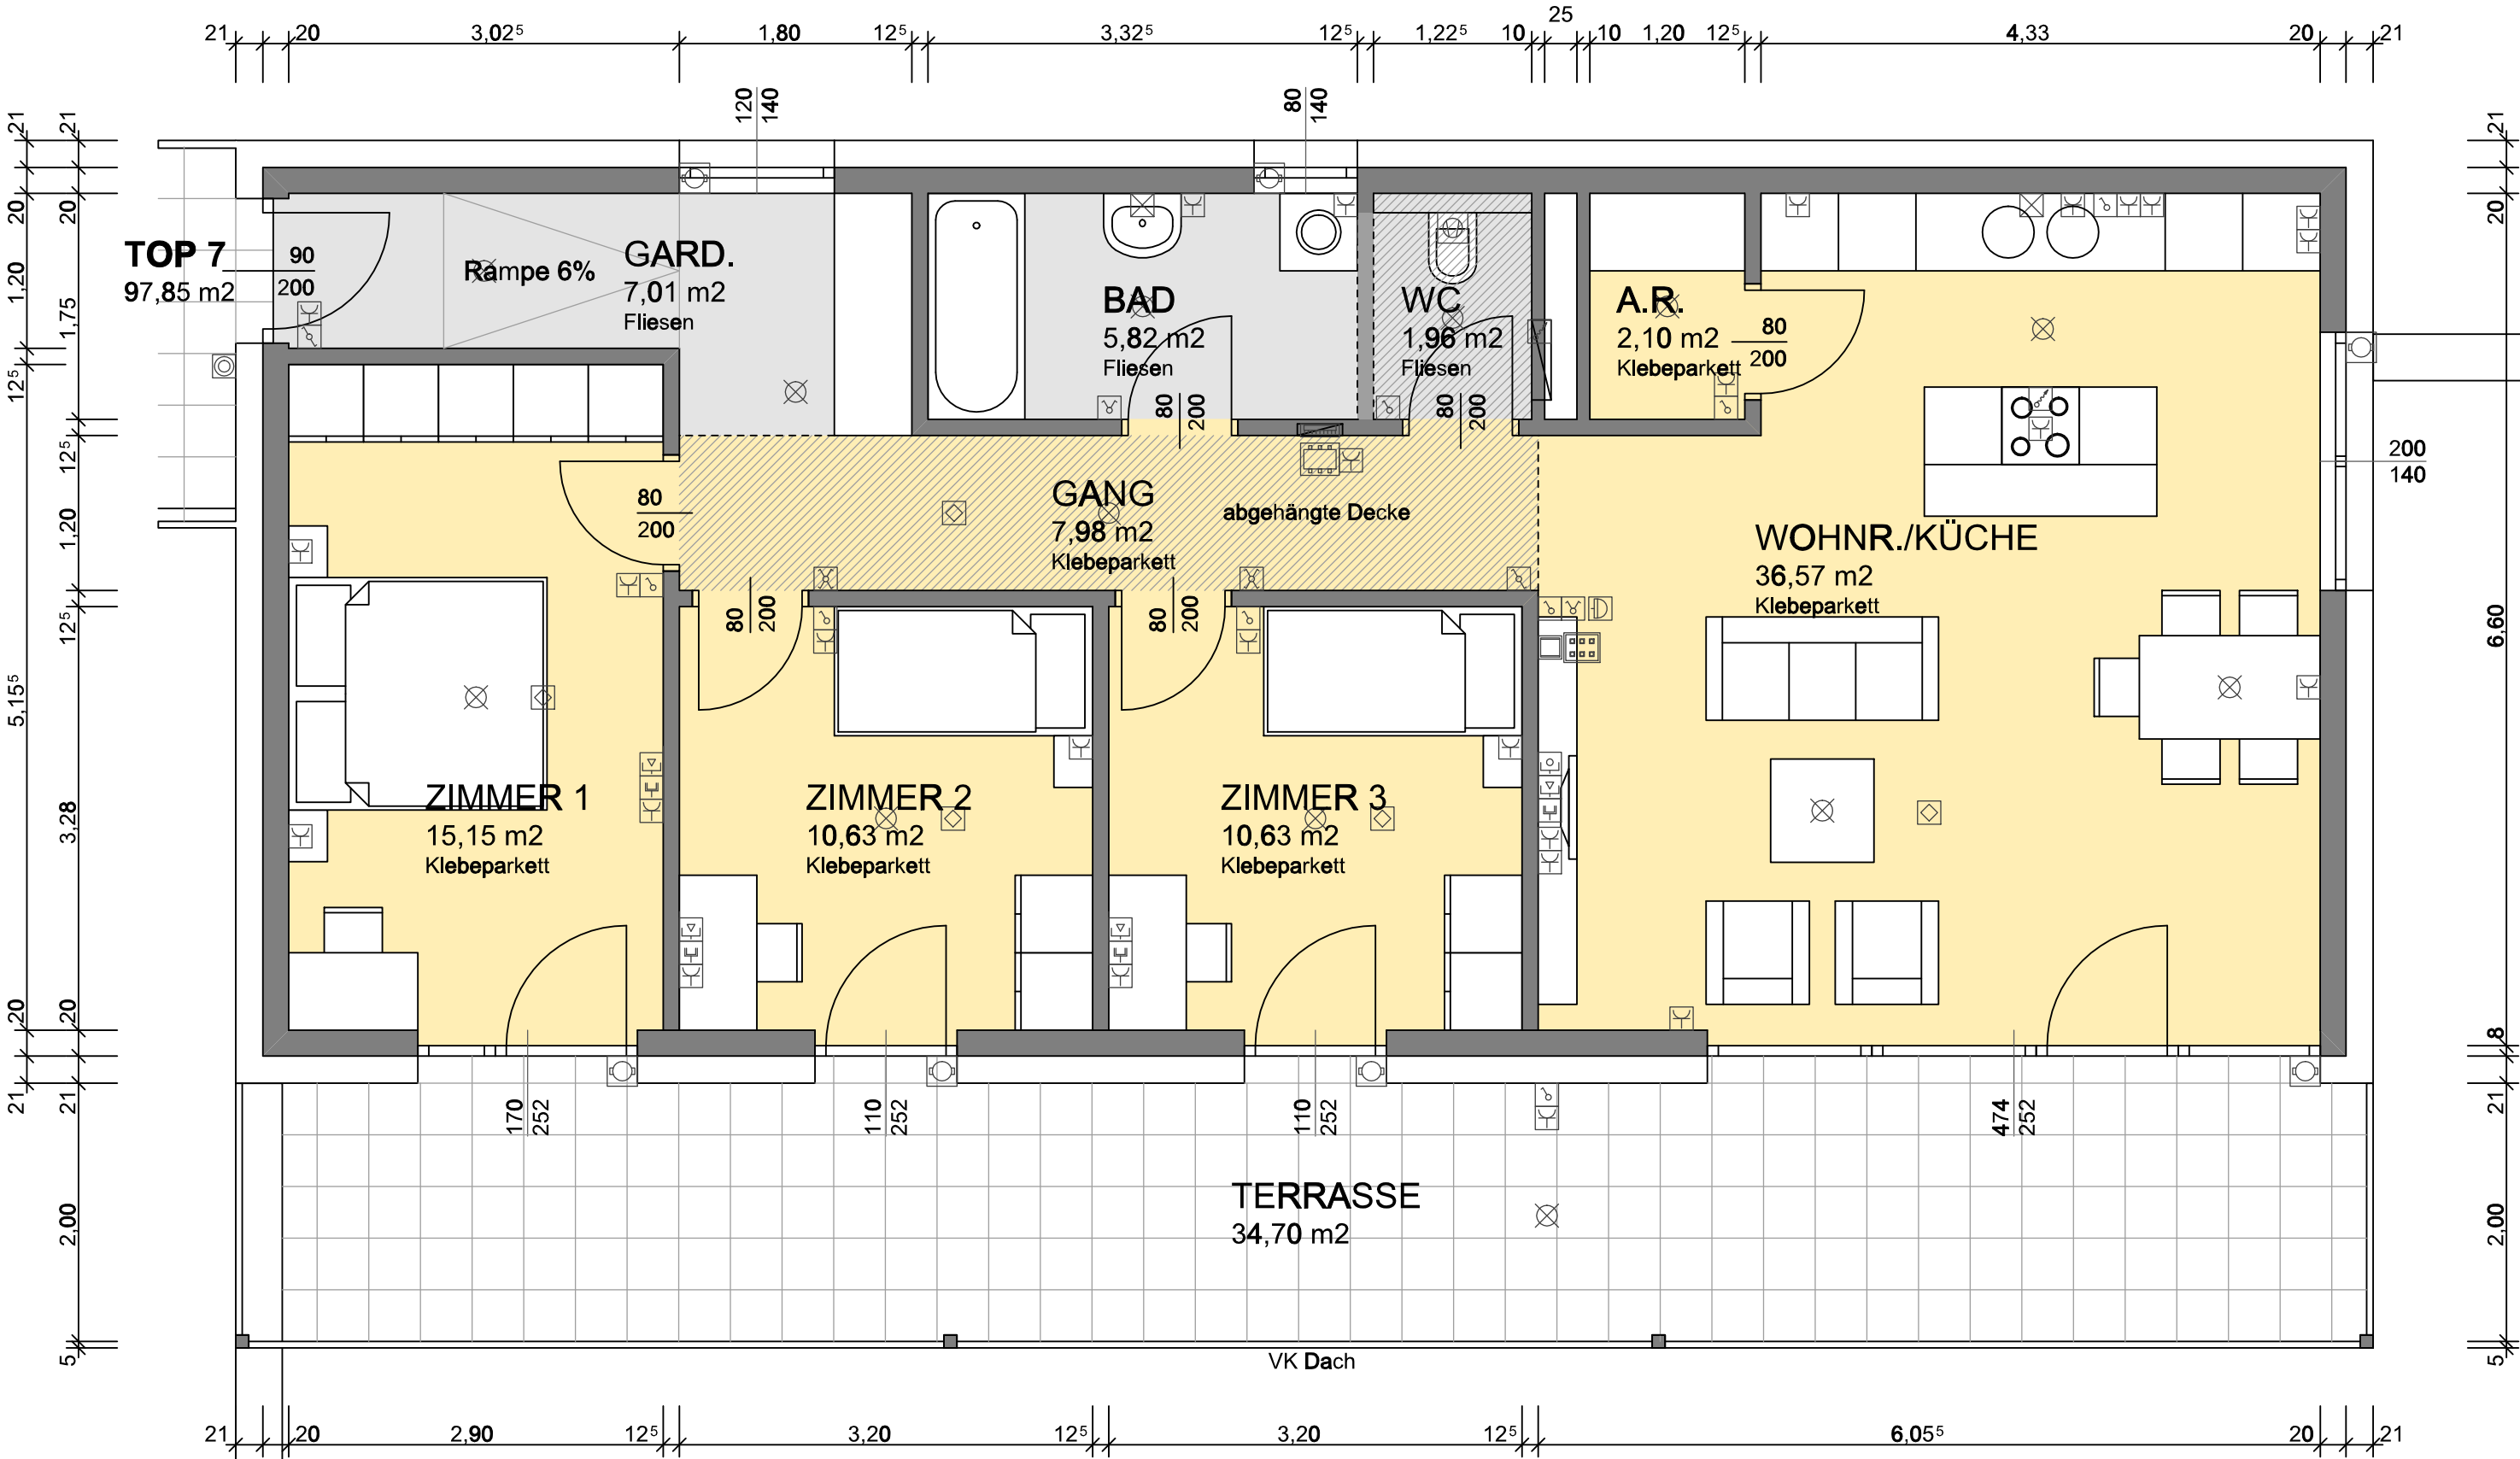 25
21 20 3,02⁵ 1,80 12⁵ 3,32⁵ 12⁵ 1,22⁵ 10 10 1,20 12⁵ 4,33 20 21
120
140
80
140
21
20
1,20
12⁵
5,15⁵
20
21
21
20
1,75
12⁵
1,20
12⁵
3,28
20
21
2,00
5
TOP 7
97,85 m2
90
200
Rampe 6%
GARD.
7,01 m2
Fliesen
BAD
5,82 m2
Fliesen
80
200
WC
1,96 m2
Fliesen
80
200
A.R.
2,10 m2
Klebeparkett
80
200
GANG
7,98 m2
Klebeparkett
abgehängte Decke
80
200
80
200
80
200
WOHNR./KÜCHE
36,57 m2
Klebeparkett
200
140
ZIMMER 1
15,15 m2
Klebeparkett
ZIMMER 2
10,63 m2
Klebeparkett
ZIMMER 3
10,63 m2
Klebeparkett
170
252
110
252
110
252
474
252
TERRASSE
34,70 m2
VK Dach
21
20
6,60
8
21
2,00
5
21 20 2,90 12⁵ 3,20 12⁵ 3,20 12⁵ 6,05⁵ 20 21